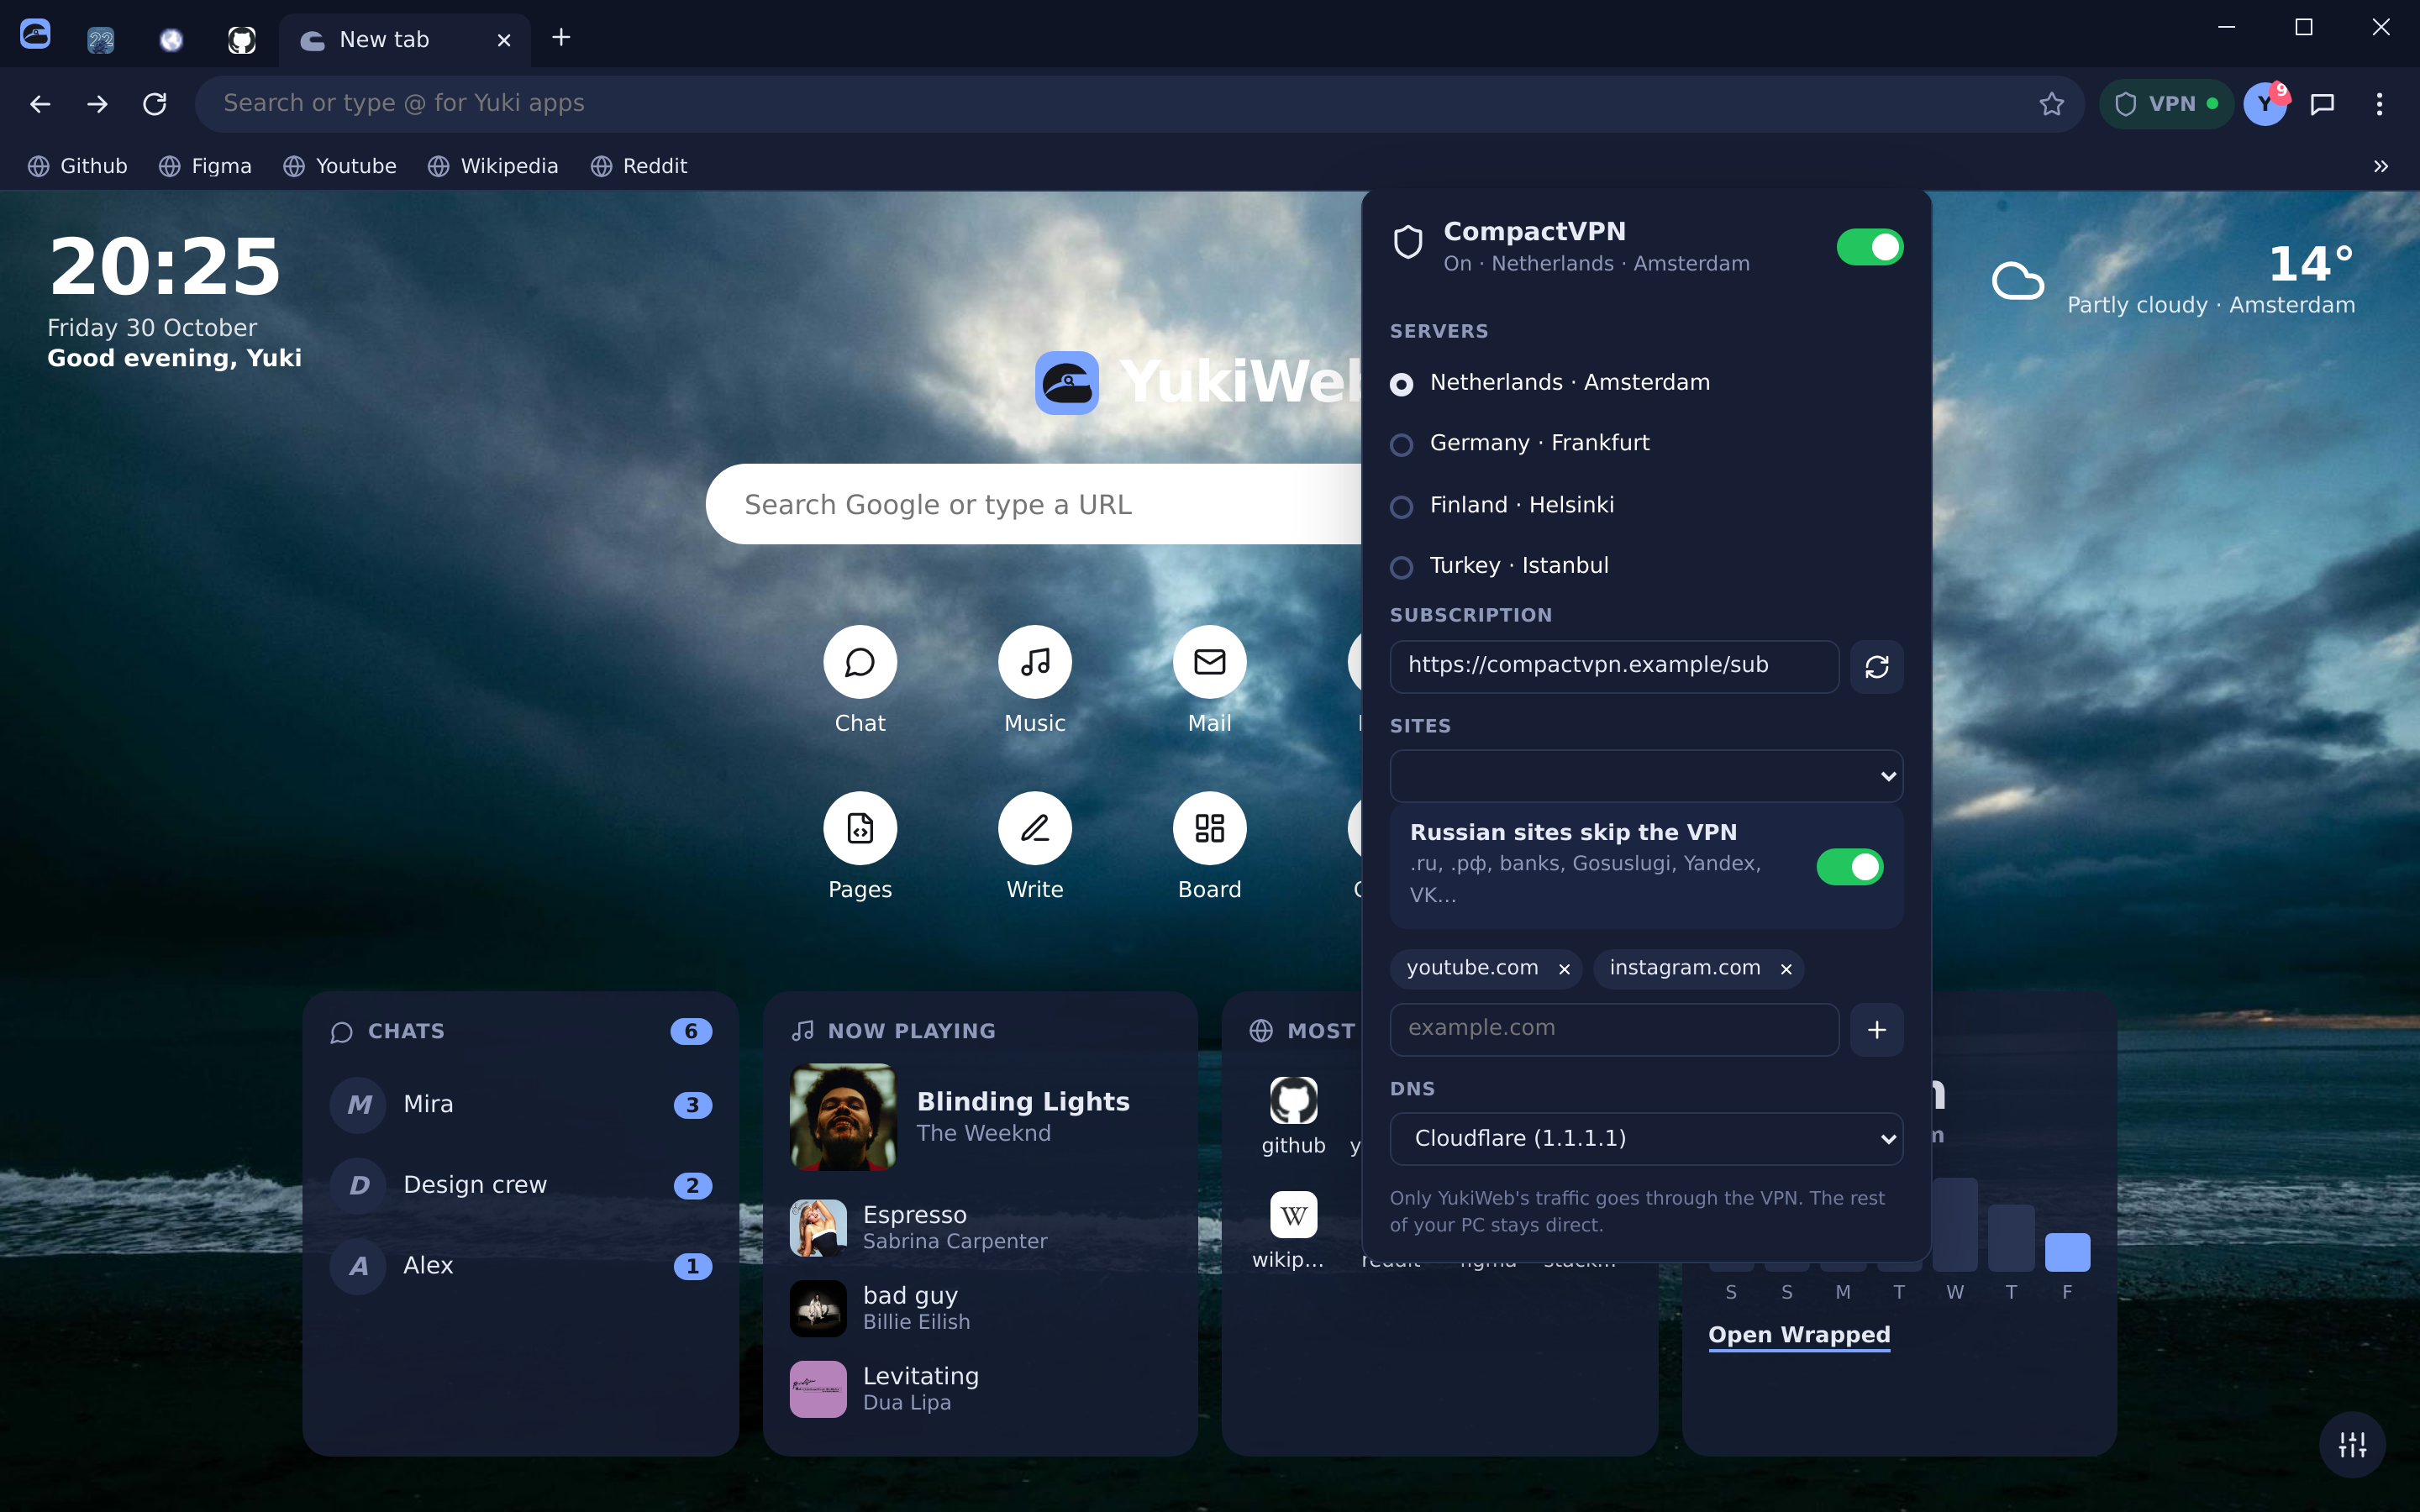 22
New tab
Search or type @ for Yuki apps
VPN
Y
9
Github
Figma
Youtube
Wikipedia
Reddit
20:25
Friday 30 October
Good evening, Yuki
YukiWeb
Search Google or type a URL
Chat
Music
Mail
Pages
Write
Board
CompactVPN
On · Netherlands · Amsterdam
SERVERS
Netherlands · Amsterdam
Germany · Frankfurt
Finland · Helsinki
Turkey · Istanbul
SUBSCRIPTION
https://compactvpn.example/sub
SITES
Russian sites skip the VPN
.ru, .рф, banks, Gosuslugi, Yandex,
VK...
youtube.com
instagram.com
example.com
DNS
Cloudflare (1.1.1.1)
Only YukiWeb's traffic goes through the VPN. The rest
of your PC stays direct.
14°
Partly cloudy · Amsterdam
CHATS
6
M
Mira
3
D
Design crew
2
A
Alex
1
NOW PLAYING
Blinding Lights
The Weeknd
Espresso
Sabrina Carpenter
bad guy
Billie Eilish
Levitating
Dua Lipa
MOST
github
W
wikip...
S S M T W T F
Open Wrapped